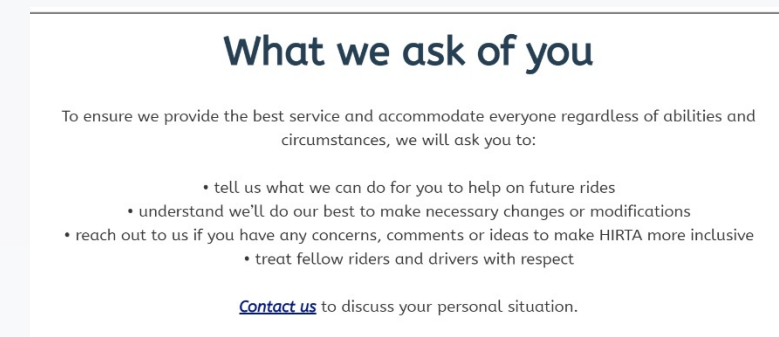 What we ask of you
To ensure we provide the best service and accommodate everyone regardless of abilities and
circumstances, we will ask you to:
• tell us what we can do for you to help on future rides
• understand we'll do our best to make necessary changes or modifications
• reach out to us if you have any concerns, comments or ideas to make HIRTA more inclusive
• treat fellow riders and drivers with respect
Contact us to discuss your personal situation.